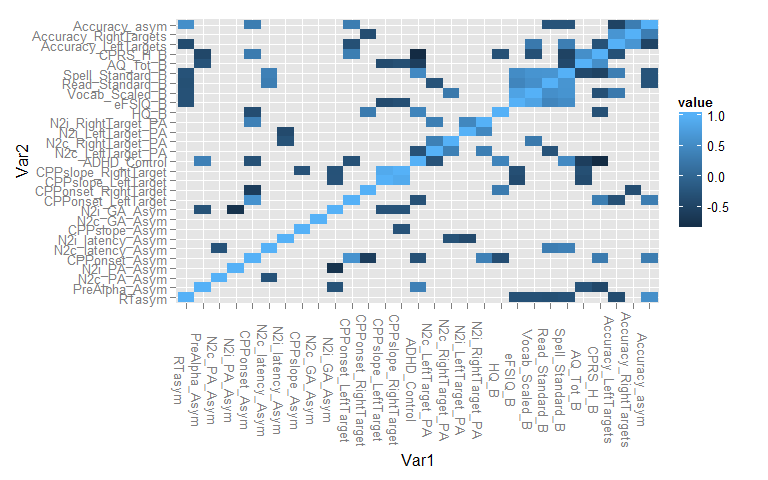 Accuracy_asym
Accuracy_RightTargets
Accuracy_LeftTargets
CPRS_H_B
AQ_Tot_B
Spell_Standard_B
Read_Standard_B
Vocab_Scaled_B
eFSIQ_B
HQ_B
N2i_RightTarget_PA
N2i_LeftTarget_PA
N2c_RightTarget_PA
N2c_LeftTarget_PA
ADHD_Control
CPPslope_RightTarget
CPPslope_LeftTarget
CPPonset_RightTarget
CPPonset_LeftTarget
N2i_GA_Asym
N2c_GA_Asym
CPPslope_Asym
N2i_latency_Asym
N2c_latency_Asym
CPPonset_Asym
N2i_PA_Asym
N2c_PA_Asym
PreAlpha_Asym
RTasym
Var2
RTasym
PreAlpha_Asym
N2c_PA_Asym
N2i_PA_Asym
CPPonset_Asym
N2c_latency_Asym
N2i_latency_Asym
CPPslope_Asym
N2c_GA_Asym
N2i_GA_Asym
CPPonset_LeftTarget
CPPonset_RightTarget
CPPslope_LeftTarget
CPPslope_RightTarget
ADHD_Control
N2c_LeftTarget_PA
N2c_RightTarget_PA
N2i_LeftTarget_PA
N2i_RightTarget_PA
HQ_B
eFSIQ_B
Vocab_Scaled_B
Read_Standard_B
Spell_Standard_B
AQ_Tot_B
CPRS_H_B
Accuracy_LeftTargets
Accuracy_RightTargets
Accuracy_asym
Var1
value
1.0
0.5
0.0
-0.5